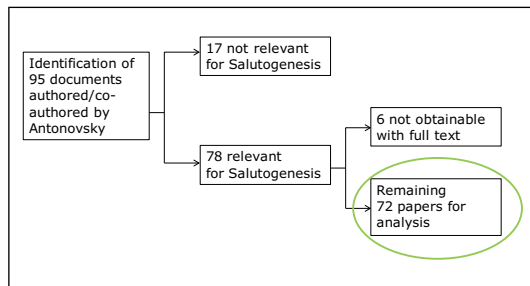 Identification of
95 documents
authored/co-
authored by
Antonovsky
17 not relevant
for Salutogenesis
78 relevant
for Salutogenesis
6 not obtainable
with full text
Remaining
72 papers for
analysis